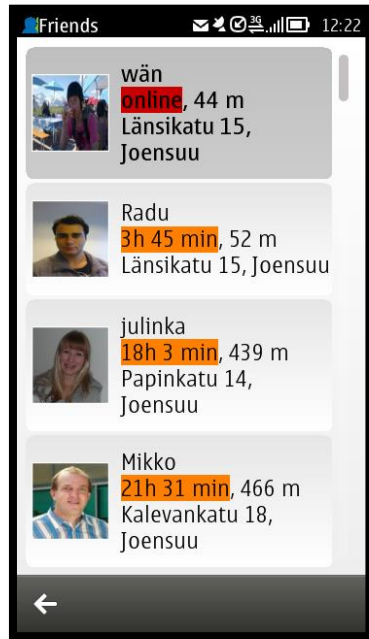 Friends 3G 12:22
wän
online, 44 m
Länsikatu 15,
Joensuu
Radu
3h 45 min, 52 m
Länsikatu 15, Joensuu
julinka
18h 3 min, 439 m
Papinkatu 14,
Joensuu
Mikko
21h 31 min, 466 m
Kalevankatu 18,
Joensuu